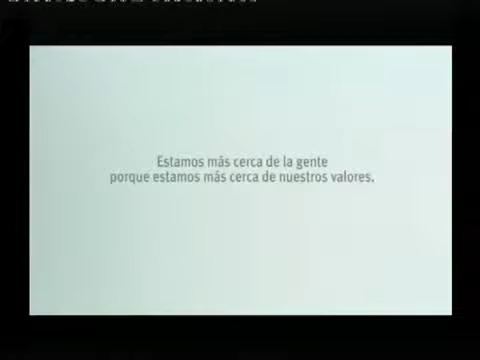 Estamos más cerca de la gente
porque estamos más cerca de nuestros valores.